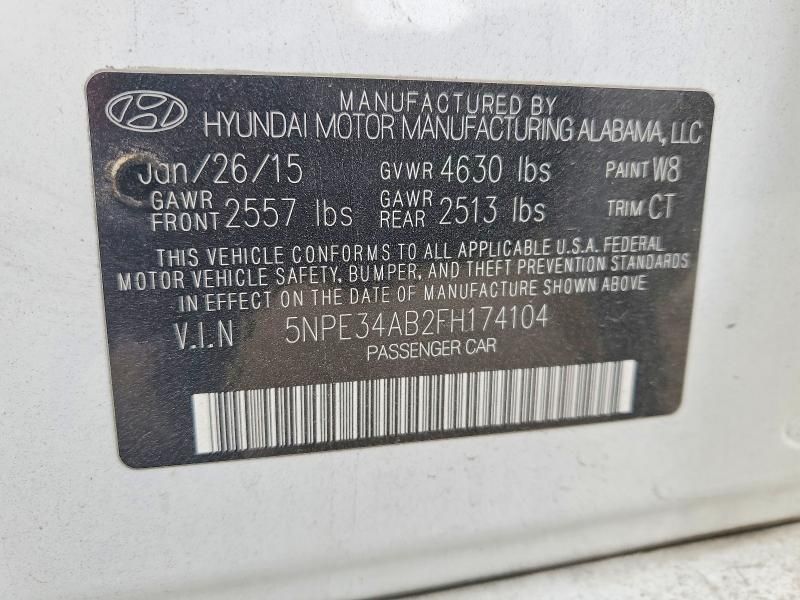 MANUFACTURED BY
HYUNDAI MOTOR MANUFACTURING ALABAMA, LLC
Jan/26/15 GVWR 4630 lbs PAINT W8
GAWR FRONT 2557 lbs GAWR REAR 2513 lbs TRIM CT
THIS VEHICLE CONFORMS TO ALL APPLICABLE U.S.A. FEDERAL
MOTOR VEHICLE SAFETY, BUMPER, AND THEFT PREVENTION STANDARDS
IN EFFECT ON THE DATE OF MANUFACTURE SHOWN ABOVE
V.I.N 5NPE34AB2FH174104
PASSENGER CAR